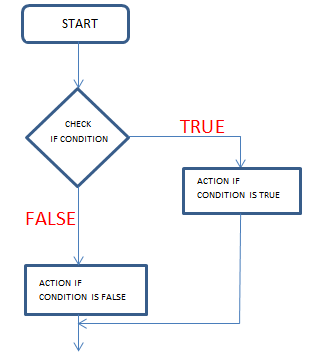 START
CHECK
IF CONDITION
TRUE
ACTION IF
CONDITION IS TRUE
FALSE
ACTION IF
CONDITION IS FALSE